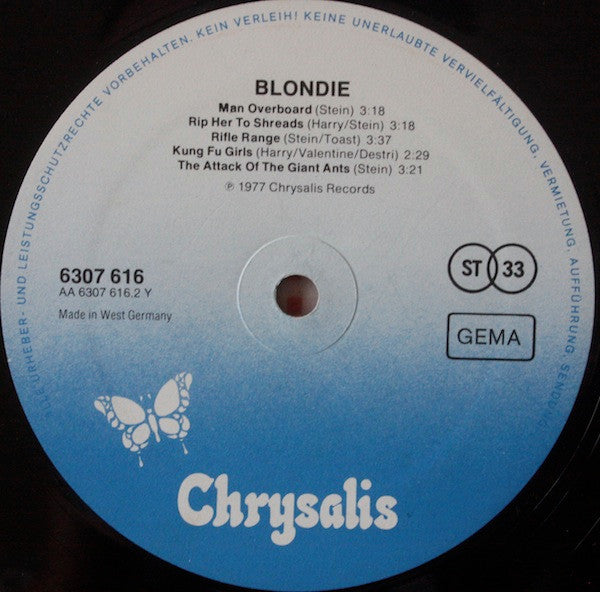 ALLE URHEBER- UND LEISTUNGSSCHUTZRECHTE VORBEHALTEN. KEIN VERLEIH! KEINE UNERLAUBTE VERVIELFÄLTIGUNG, VERMIETUNG, AUFFÜHRUNG, SENDUNG
BLONDIE
Man Overboard (Stein) 3:18
Rip Her To Shreads (Harry/Stein) 3:18
Rifle Range (Stein/Toast) 3:37
Kung Fu Girls (Harry/Valentine/Destri) 2:29
The Attack Of The Giant Ants (Stein) 3:21
℗ 1977 Chrysalis Records
6307 616
AA 6307 616.2 Y
Made in West Germany
ST 33
GEMA
Chrysalis